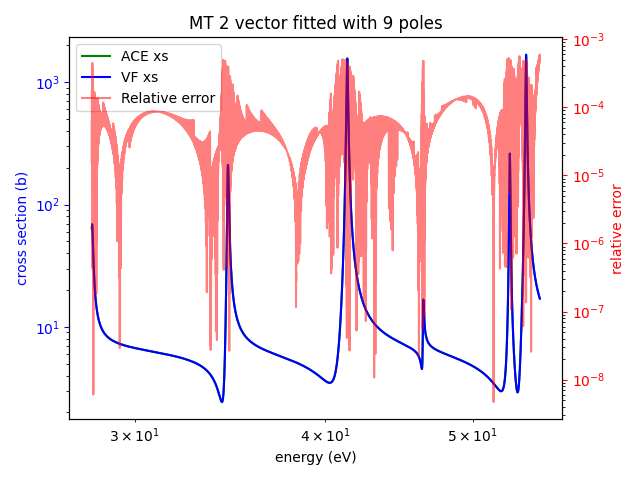 MT 2 vector fitted with 9 poles
ACE xs
VF xs
Relative error
cross section (b)
10³
10²
10¹
relative error
10⁻³
10⁻⁴
10⁻⁵
10⁻⁶
10⁻⁷
10⁻⁸
3 × 10¹
4 × 10¹
5 × 10¹
energy (eV)